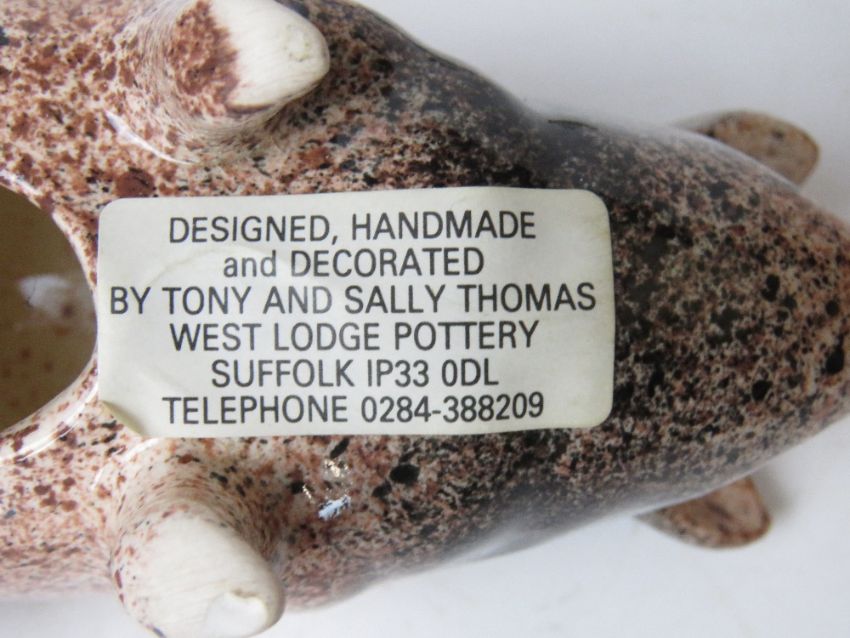 DESIGNED, HANDMADE
and DECORATED
BY TONY AND SALLY THOMAS
WEST LODGE POTTERY
SUFFOLK IP33 0DL
TELEPHONE 0284-388209